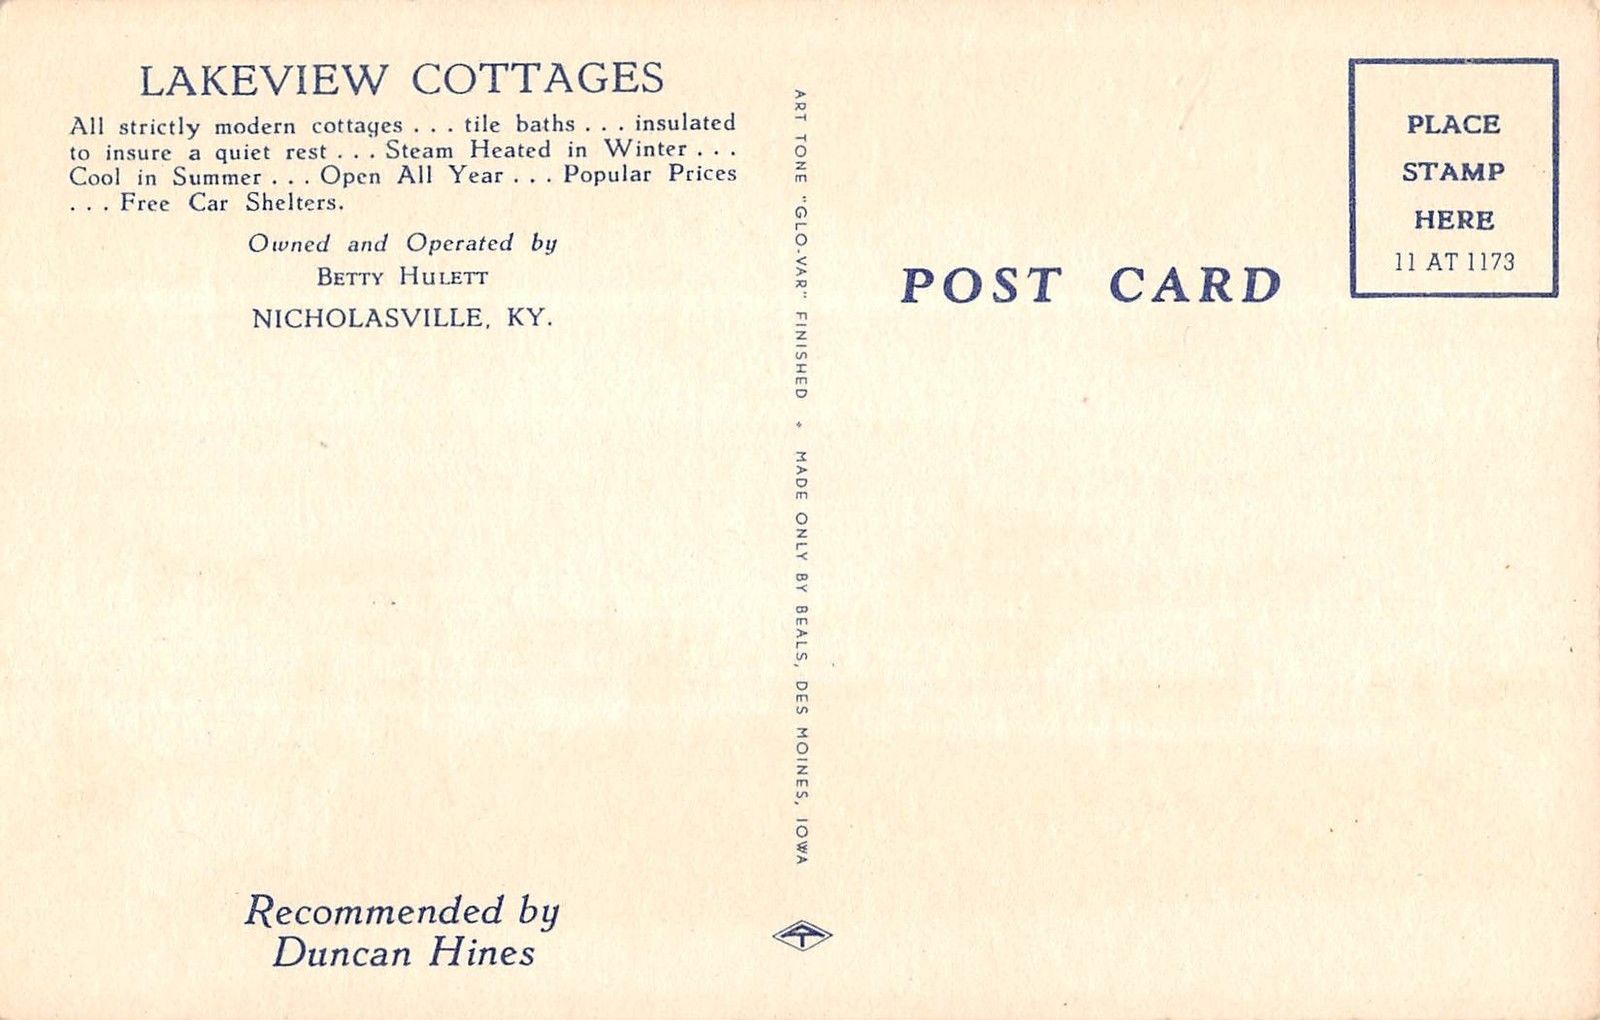 LAKEVIEW COTTAGES
All strictly modern cottages . . . tile baths . . . insulated
to insure a quiet rest . . . Steam Heated in Winter . . .
Cool in Summer . . . Open All Year . . . Popular Prices
. . . Free Car Shelters.
Owned and Operated by
BETTY HULETT
NICHOLASVILLE, KY.
Recommended by
Duncan Hines
ART TONE "GLO-VAR" FINISHED • MADE ONLY BY BEALS, DES MOINES, IOWA
POST CARD
PLACE
STAMP
HERE
11 AT 1173